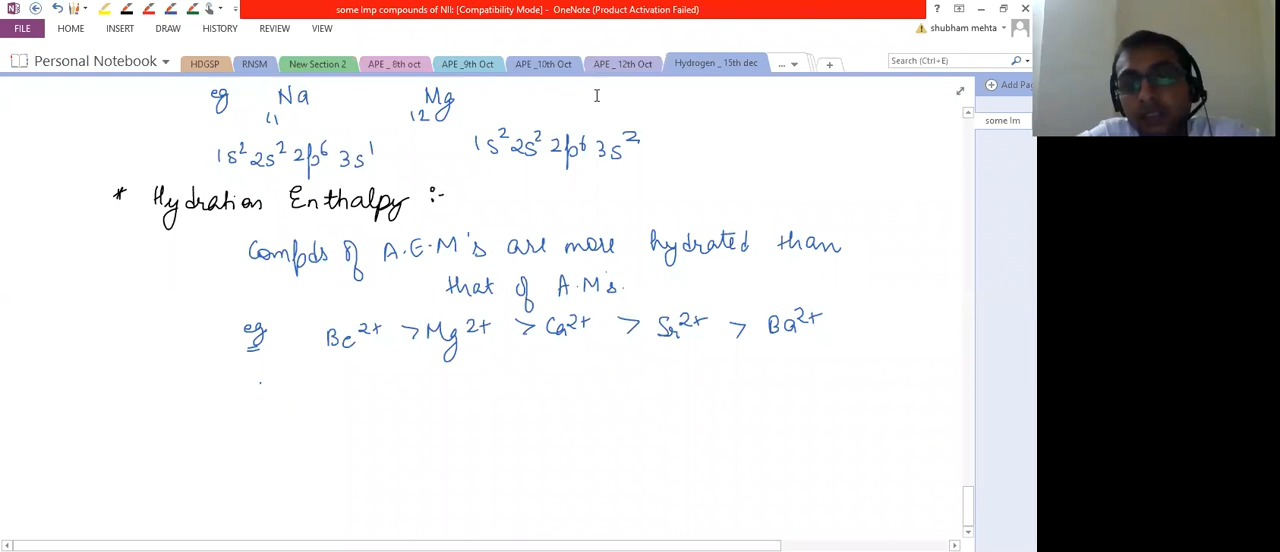 some Imp compounds of NII: [Compatibility Mode] - OneNote (Product Activation Failed)
FILE HOME INSERT DRAW HISTORY REVIEW VIEW
shubham mehta
Personal Notebook
HDGSP RNSM New Section 2 APE _ 8th oct APE _9th Oct APE _10th Oct APE _ 12th Oct Hydrogen _ 15th dec ...
Search (Ctrl+E)
Add Pag
some Im
eg Na Mg
11 12
1s² 2s² 2p⁶ 3s¹ 1s² 2s² 2p⁶ 3s²
* Hydration Enthalpy :-
Compds of A.E.M's are more hydrated than
that of A.M's.
eg Be²⁺ > Mg²⁺ > Ca²⁺ > Sr²⁺ > Ba²⁺